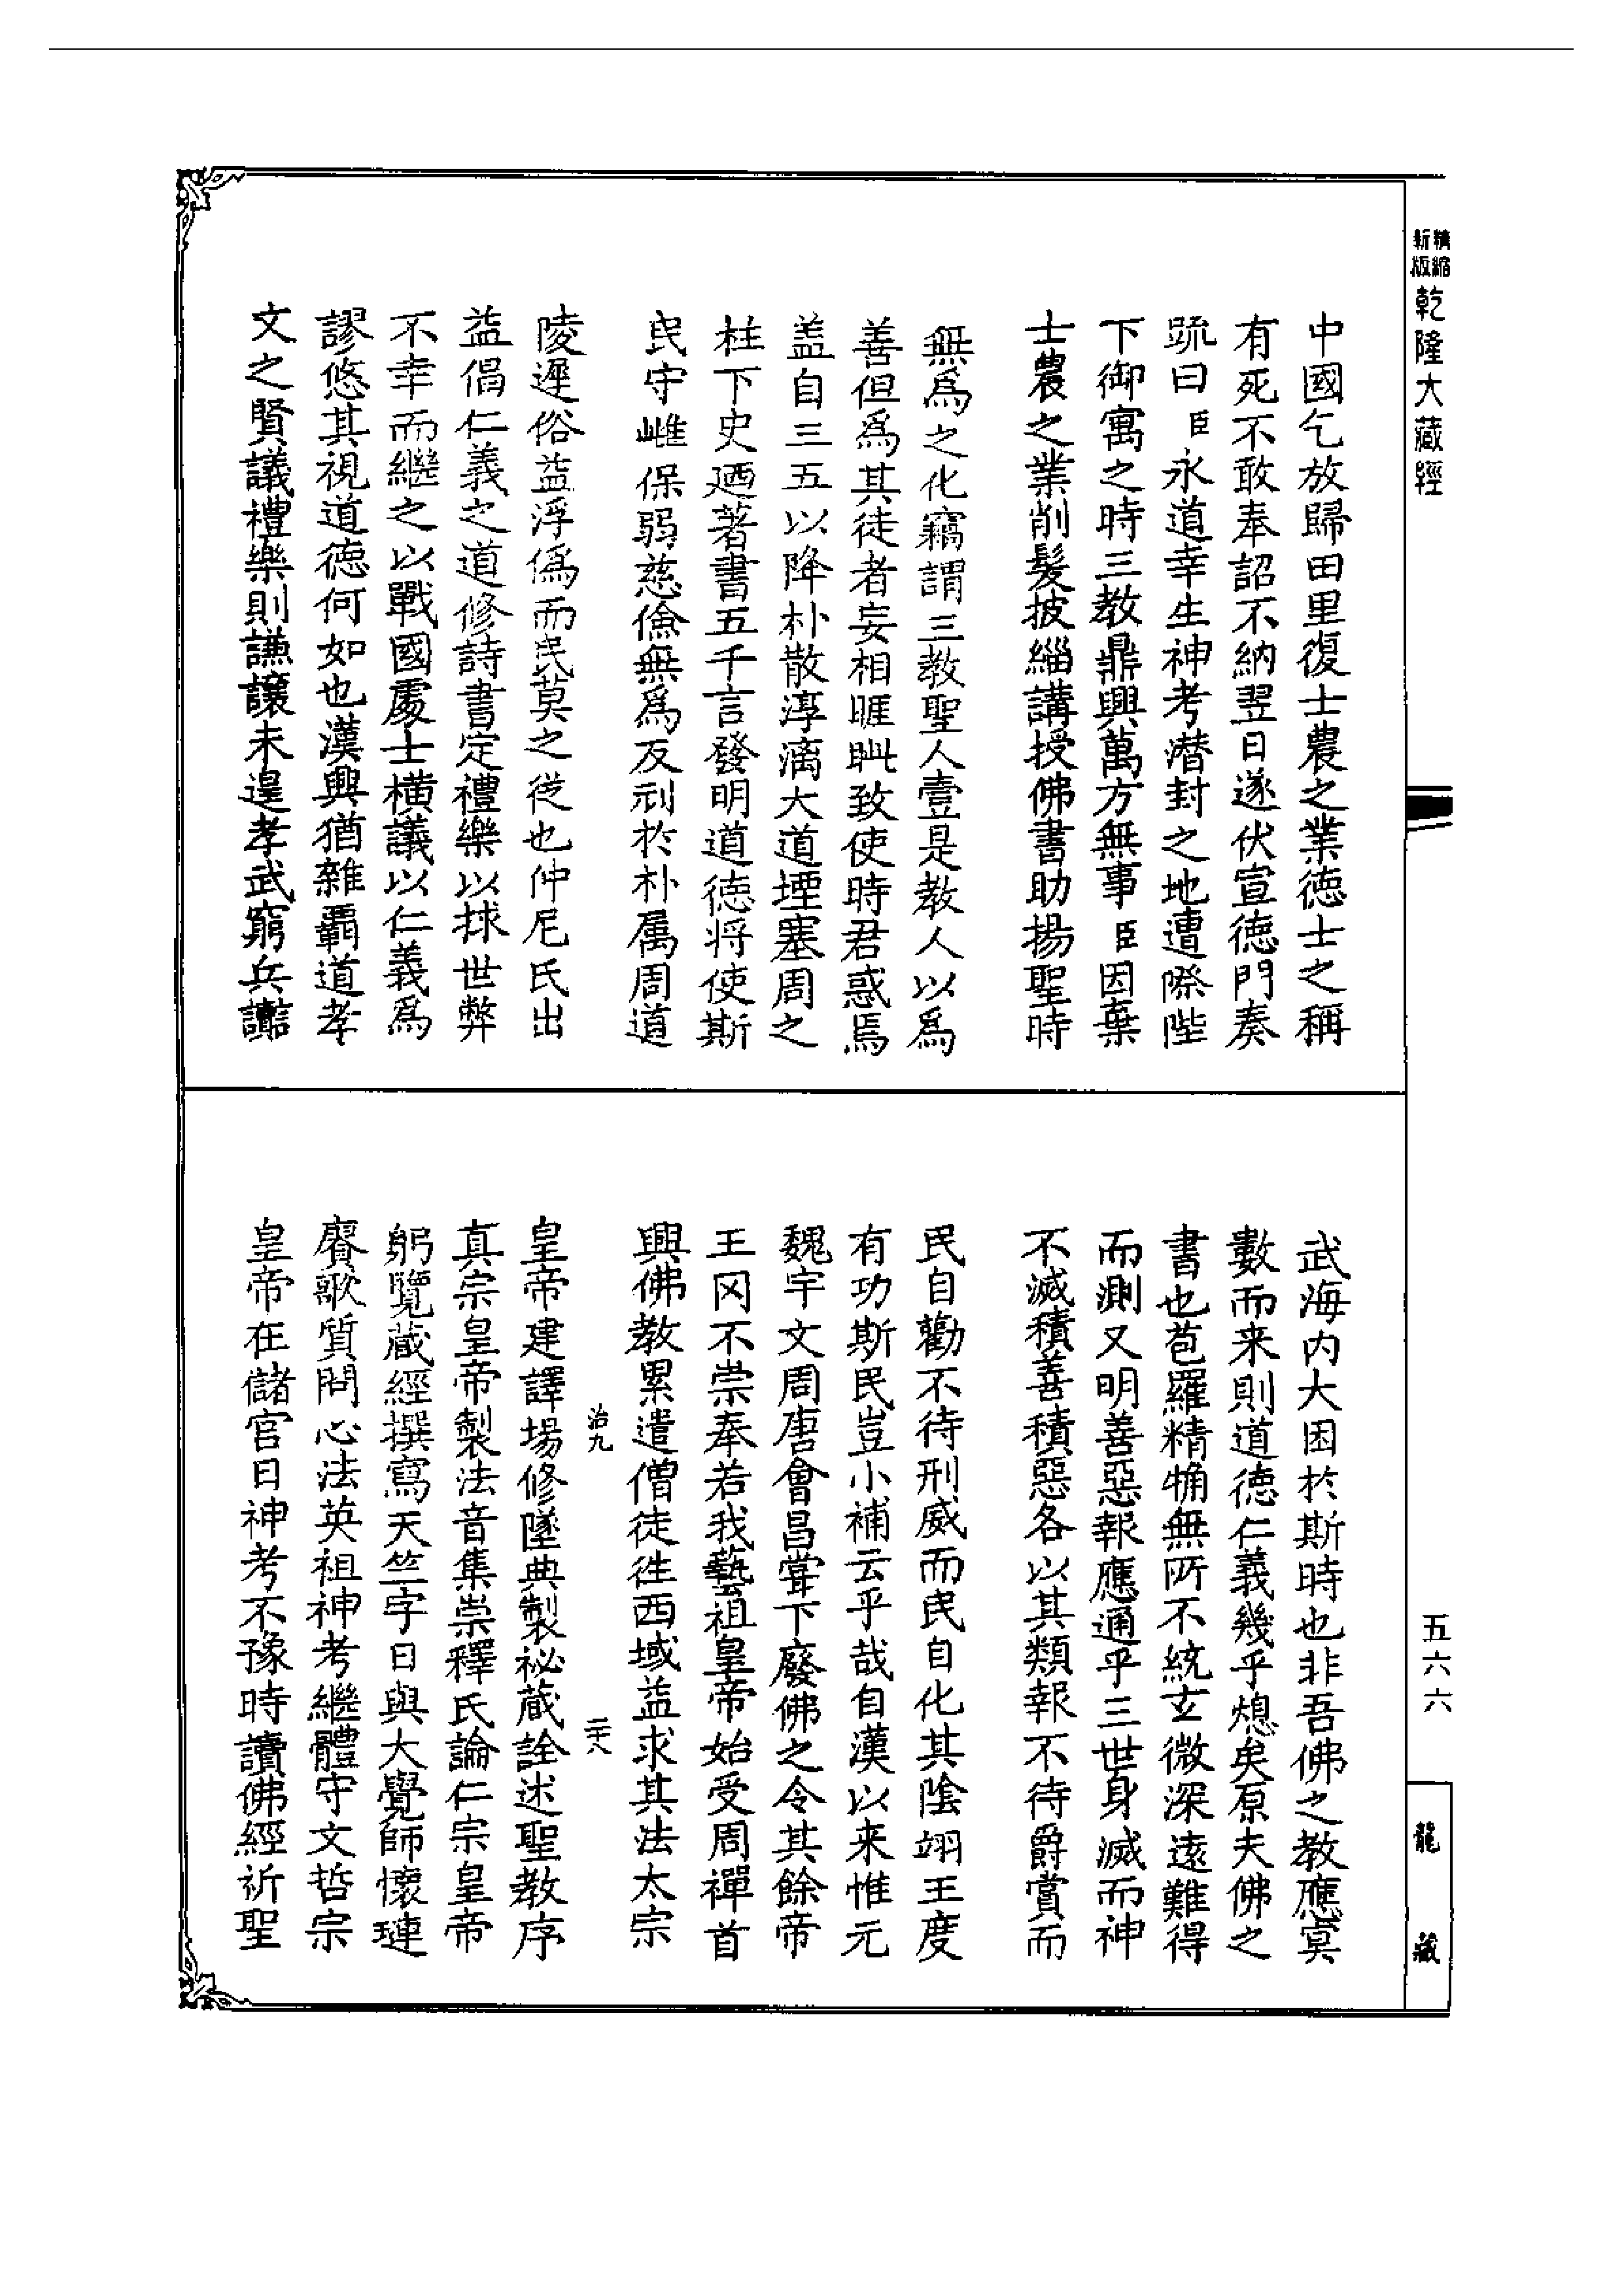 精縮
新版
乾隆大藏經
中國乞放歸田里復士農之業德士之稱
有死不敢奉詔不納翌日遂伏宣德門奏
疏曰臣永道幸生神考潜封之地遭際陛
下御寓之時三教鼎興萬方無事臣因棄
士農之業削髮披緇講授佛書助揚聖時
無為之化竊謂三教聖人壹是教人以為
善但為其徒者妄相睚眦致使時君惑焉
盖自三五以降朴散淳漓大道堙塞周之
柱下史廼著書五千言發明道德将使斯
民守雌保弱慈儉無為反利於朴属周道
陵遲俗益浮偽而民莫之從也仲尼氏出
益倡仁義之道修詩書定禮樂以捄世弊
不幸而繼之以戰國處士橫議以仁義為
謬悠其視道德何如也漢興猶雜覇道孝
文之賢議禮樂則謙讓未遑孝武窮兵黷
武海内大困於斯時也非吾佛之教應冥
數而来則道德仁義幾乎熄矣原夫佛之
書也苞羅精觕無所不統玄微深遠難得
而測又明善惡報應通乎三世身滅而神
不滅積善積惡各以其類報不待爵賞而
民自勸不待刑威而民自化其陰翊王度
有功斯民豈小補云乎哉自漢以来惟元
魏宇文周唐會昌甞下廢佛之令其餘帝
王罔不崇奉若我藝祖皇帝始受周禪首
興佛教累遣僧徒徃西域益求其法太宗
治九
二十八
皇帝建譯場修墜典製祕藏詮述聖教序
真宗皇帝製法音集崇釋氏論仁宗皇帝
躬覽藏經撰寫天竺字日與大覺師懷璉
賡歌質問心法英祖神考繼體守文哲宗
皇帝在儲宫日神考不豫時讀佛經祈聖
五六六
龍藏